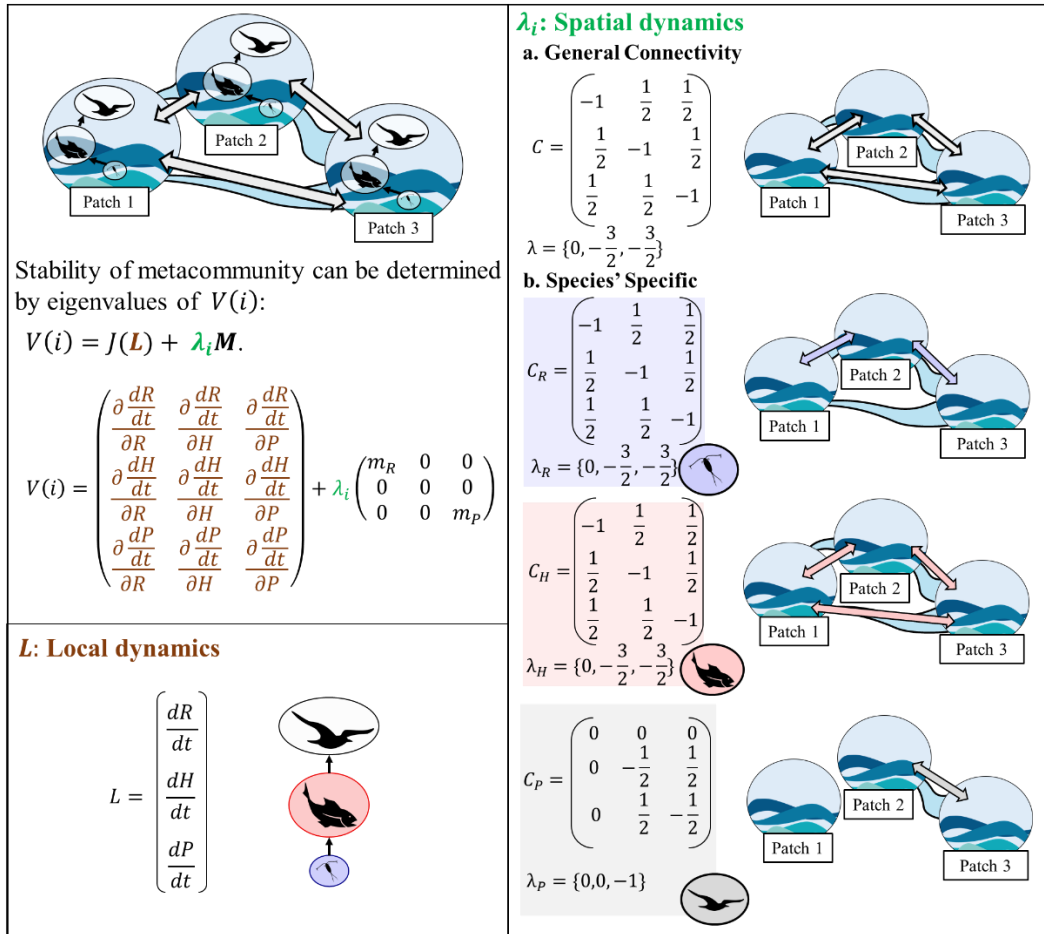 Patch 1
Patch 2
Patch 3
Stability of metacommunity can be determined
by eigenvalues of V(i):
V(i) = J(L) + λ_i M.
V(i) = ( ∂ dR/dt / ∂R   ∂ dR/dt / ∂H   ∂ dR/dt / ∂P
∂ dH/dt / ∂R   ∂ dH/dt / ∂H   ∂ dH/dt / ∂P
∂ dP/dt / ∂R   ∂ dP/dt / ∂H   ∂ dP/dt / ∂P ) + λ_i ( m_R 0 0
0 0 0
0 0 m_P )
L: Local dynamics
L = ( dR/dt
dH/dt
dP/dt )
λ_i: Spatial dynamics
a. General Connectivity
C = ( −1 1/2 1/2
1/2 −1 1/2
1/2 1/2 −1 )
λ = {0, −3/2, −3/2}
Patch 1
Patch 2
Patch 3
b. Species' Specific
C_R = ( −1 1/2 1/2
1/2 −1 1/2
1/2 1/2 −1 )
λ_R = {0, −3/2, −3/2}
Patch 1
Patch 2
Patch 3
C_H = ( −1 1/2 1/2
1/2 −1 1/2
1/2 1/2 −1 )
λ_H = {0, −3/2, −3/2}
Patch 1
Patch 2
Patch 3
C_P = ( 0 0 0
0 −1/2 1/2
0 1/2 −1/2 )
λ_P = {0,0, −1}
Patch 1
Patch 2
Patch 3